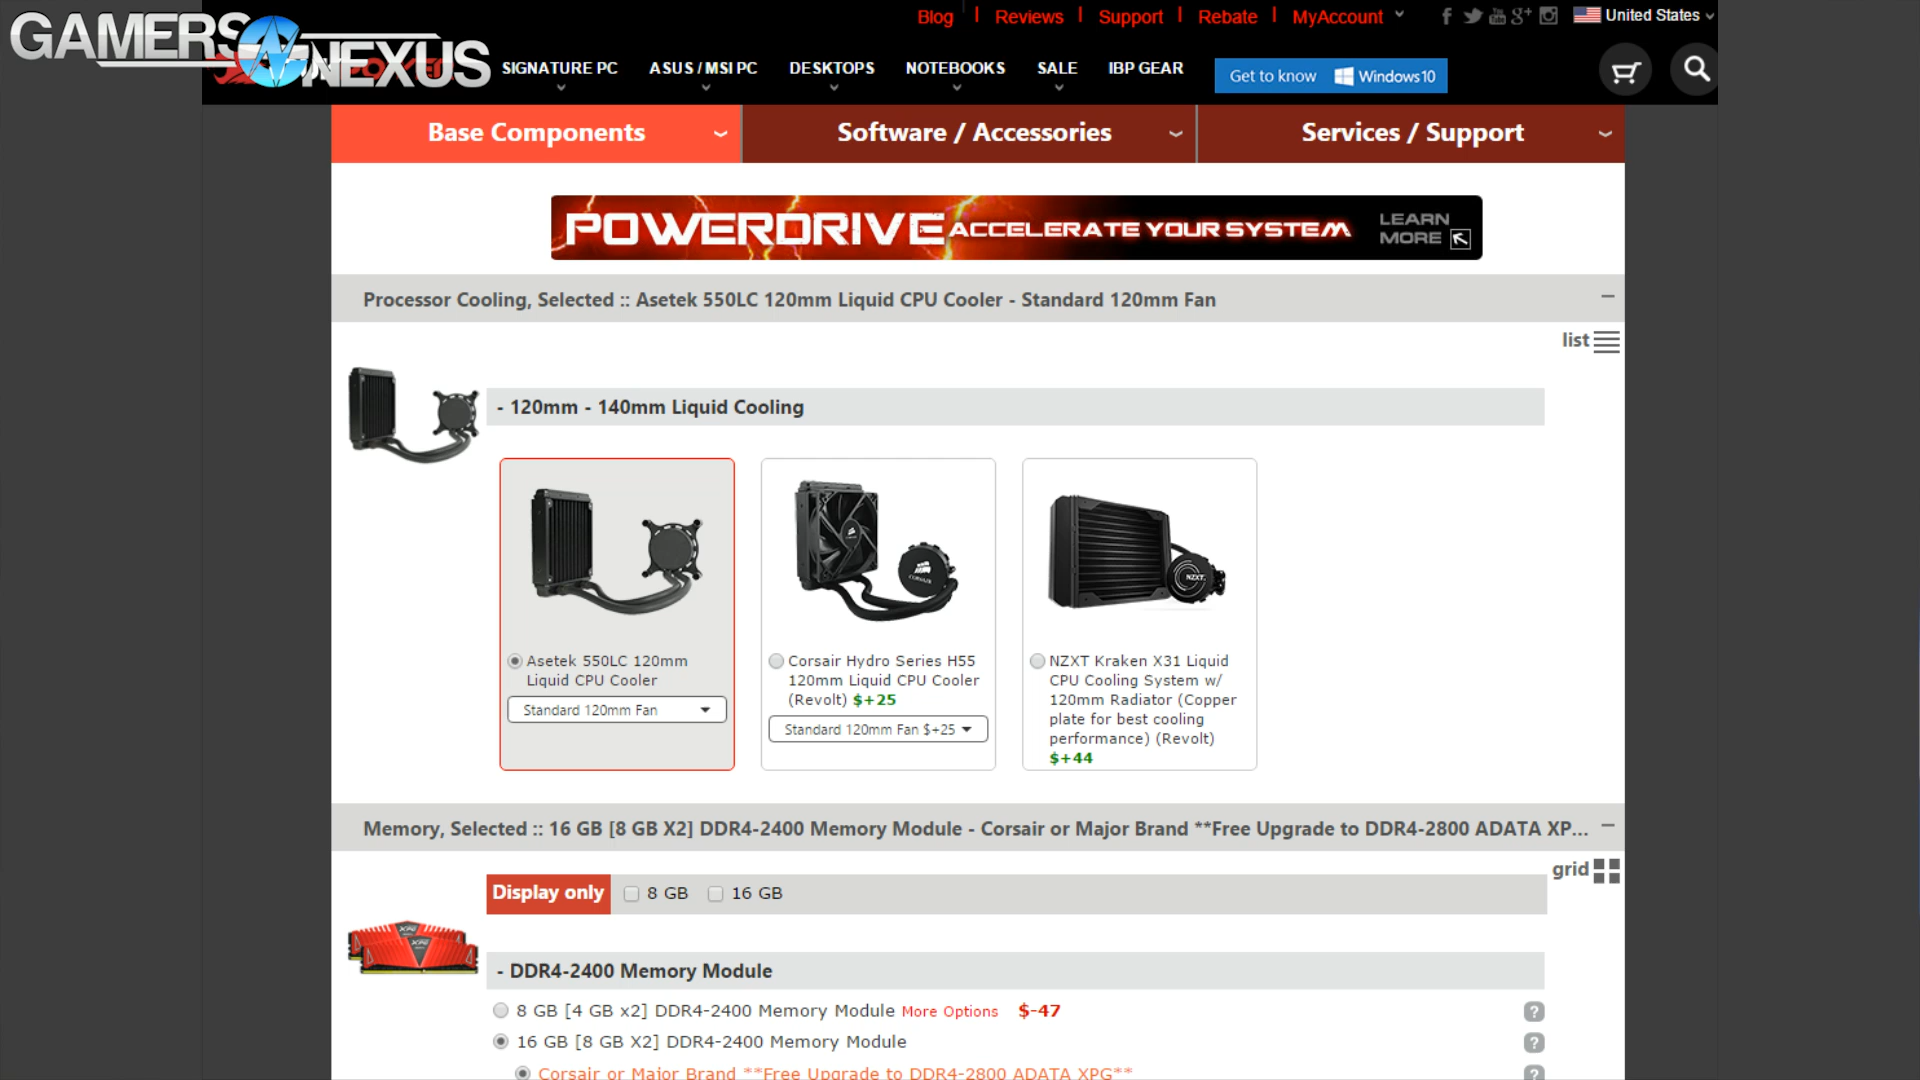 GAMERS NEXUS
Blog Reviews Support Rebate MyAccount United States
SIGNATURE PC ASUS / MSI PC DESKTOPS NOTEBOOKS SALE IBP GEAR Get to know Windows10
Base Components Software / Accessories Services / Support
POWERDRIVE ACCELERATE YOUR SYSTEM LEARN
MORE
Processor Cooling, Selected :: Asetek 550LC 120mm Liquid CPU Cooler - Standard 120mm Fan
list
- 120mm - 140mm Liquid Cooling
CORSAIR
NZXT
Asetek 550LC 120mm
Liquid CPU Cooler
Standard 120mm Fan
Corsair Hydro Series H55
120mm Liquid CPU Cooler
(Revolt) $+25
Standard 120mm Fan $+25
NZXT Kraken X31 Liquid
CPU Cooling System w/
120mm Radiator (Copper
plate for best cooling
performance) (Revolt)
$+44
Memory, Selected :: 16 GB [8 GB X2] DDR4-2400 Memory Module - Corsair or Major Brand **Free Upgrade to DDR4-2800 ADATA XP...
grid
Display only 8 GB 16 GB
XPG
XPG
- DDR4-2400 Memory Module
8 GB [4 GB x2] DDR4-2400 Memory Module More Options $-47 ?
16 GB [8 GB X2] DDR4-2400 Memory Module ?
Corsair or Major Brand **Free Upgrade to DDR4-2800 ADATA XPG** ?